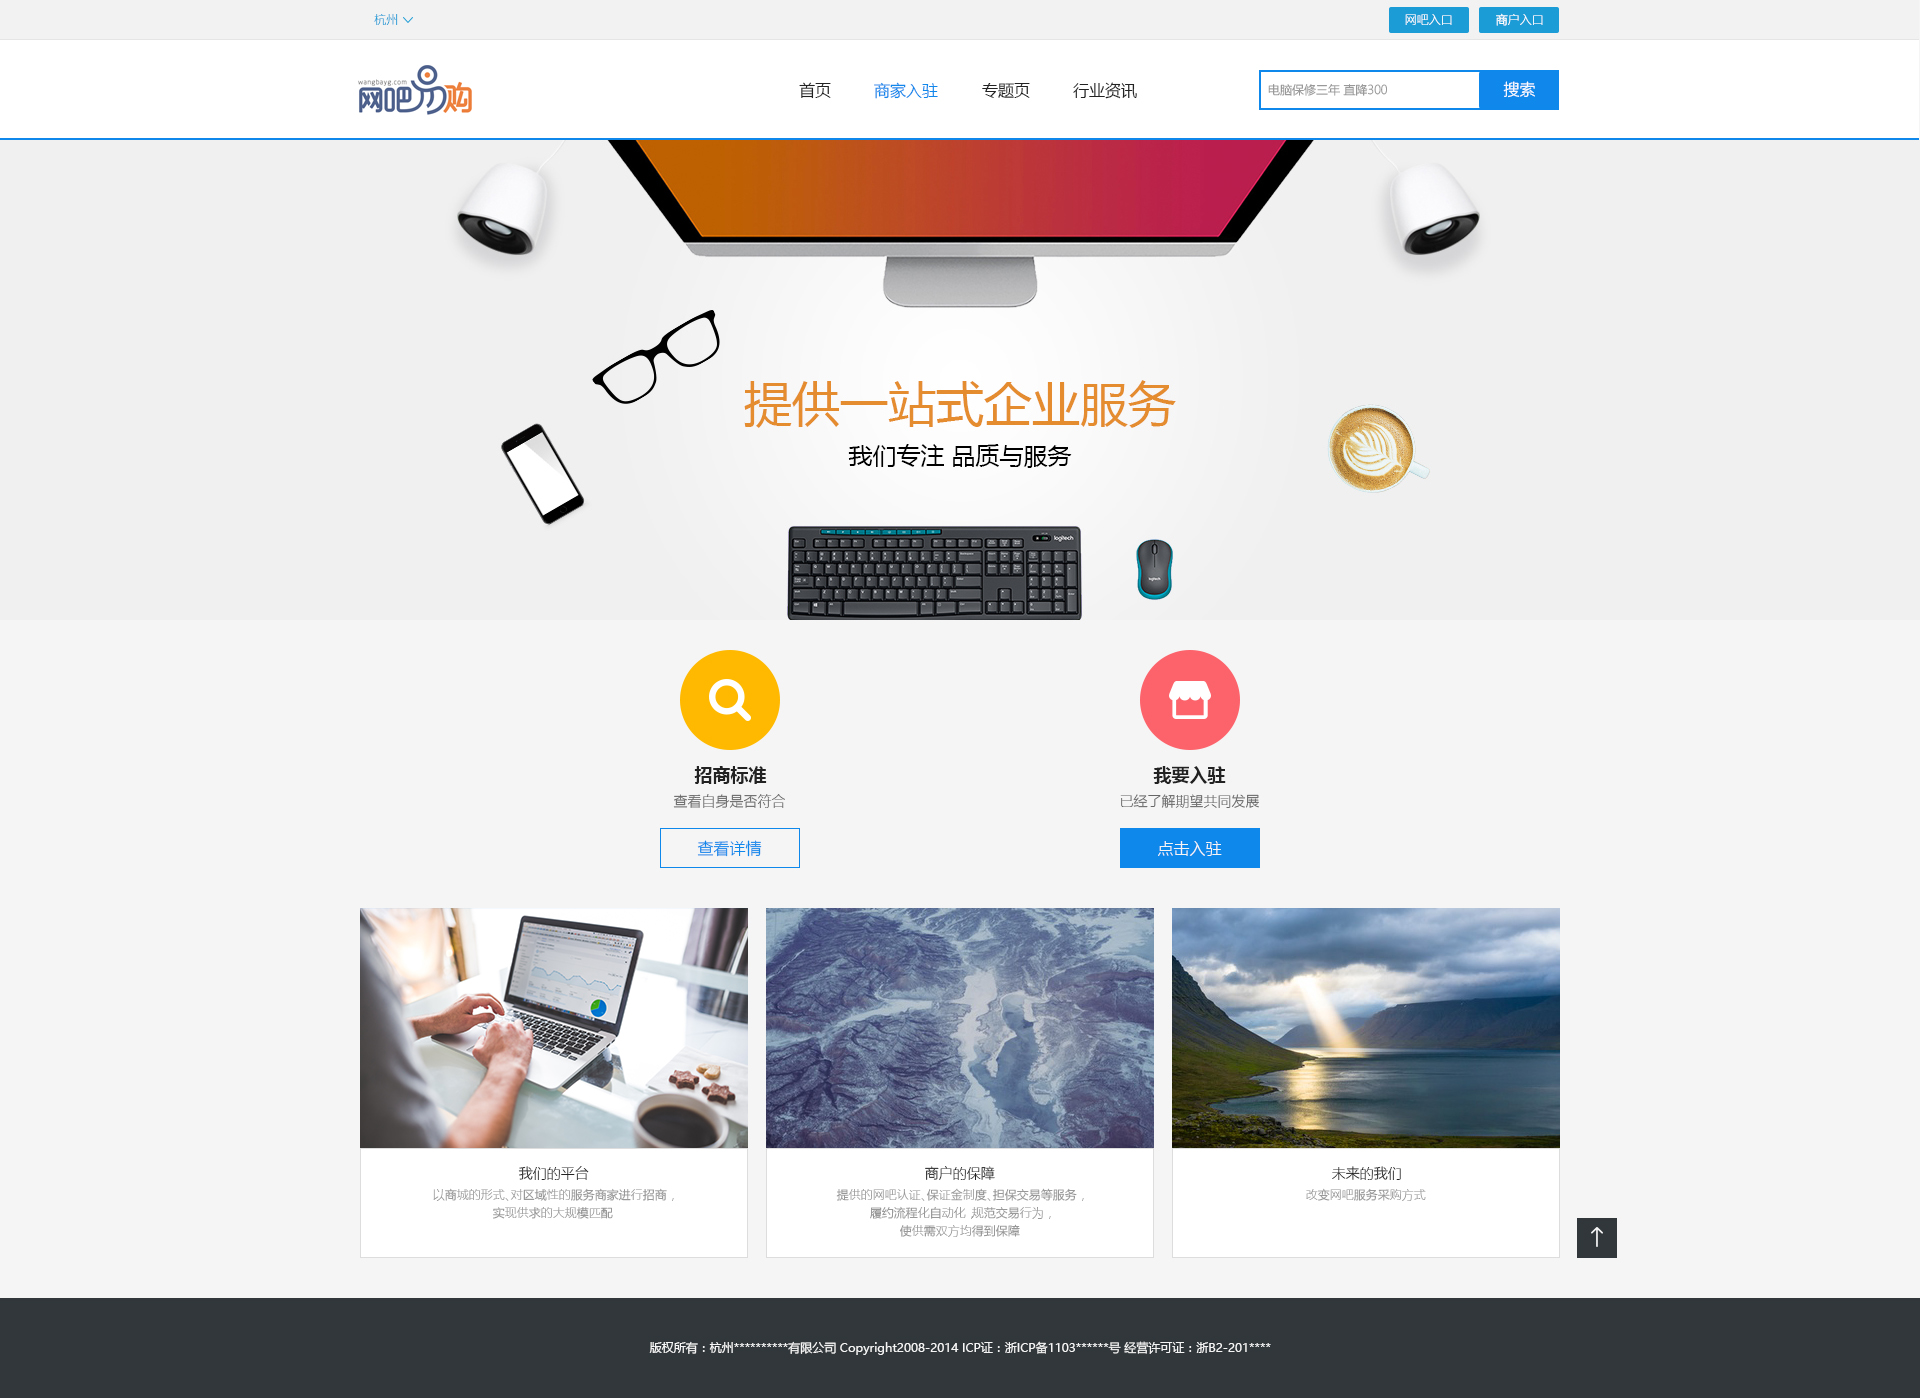 杭州
网吧入口
商户入口
wangbayg.com
网吧易购
首页
商家入驻
专题页
行业资讯
电脑保修三年 直降300
搜索
提供一站式企业服务
我们专注 品质与服务
logitech
logitech
招商标准
查看自身是否符合
查看详情
我要入驻
已经了解期望共同发展
点击入驻
我们的平台
以商城的形式、对区域性的服务商家进行招商，
实现供求的大规模匹配
商户的保障
提供的网吧认证、保证金制度、担保交易等服务，
履约流程化自动化 规范交易行为，
使供需双方均得到保障
未来的我们
改变网吧服务采购方式
版权所有：杭州**********有限公司 Copyright2008-2014 ICP证：浙ICP备1103******号 经营许可证：浙B2-201****